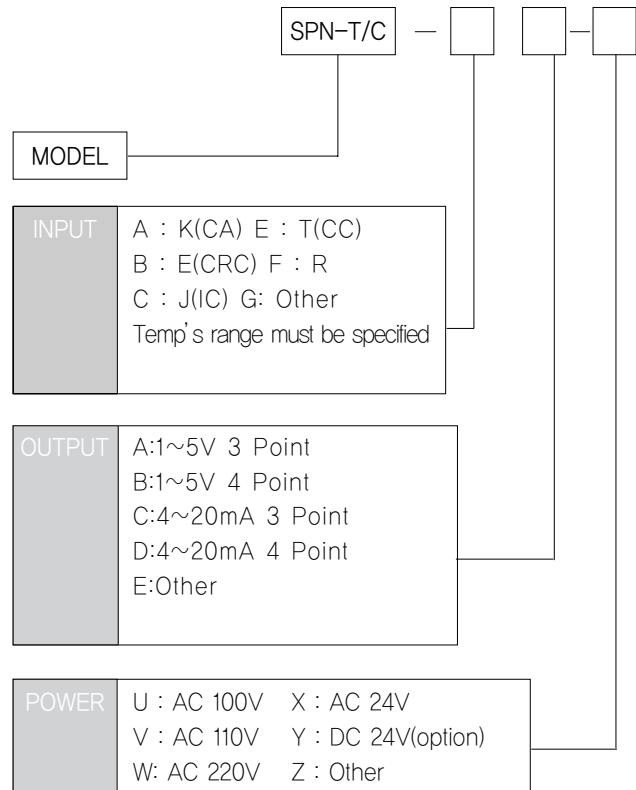 SPN-T/C —  -
MODEL
INPUT
A : K(CA) E : T(CC)
B : E(CRC) F : R
C : J(IC) G: Other
Temp's range must be specified
OUTPUT
A:1~5V 3 Point
B:1~5V 4 Point
C:4~20mA 3 Point
D:4~20mA 4 Point
E:Other
POWER
U : AC 100V X : AC 24V
V : AC 110V Y : DC 24V(option)
W: AC 220V Z : Other